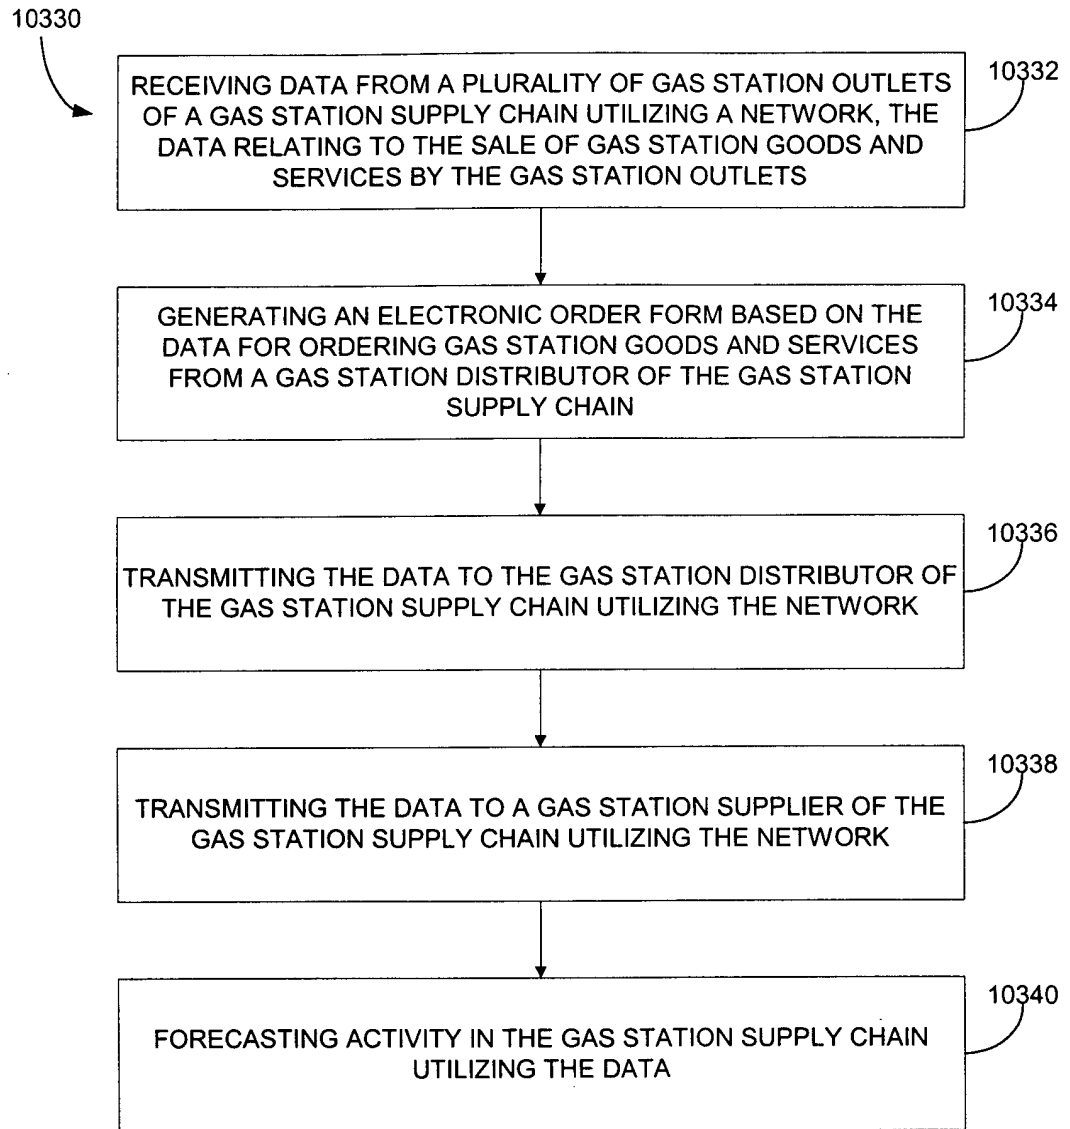 10330
10332
RECEIVING DATA FROM A PLURALITY OF GAS STATION OUTLETS
OF A GAS STATION SUPPLY CHAIN UTILIZING A NETWORK, THE
DATA RELATING TO THE SALE OF GAS STATION GOODS AND
SERVICES BY THE GAS STATION OUTLETS
10334
GENERATING AN ELECTRONIC ORDER FORM BASED ON THE
DATA FOR ORDERING GAS STATION GOODS AND SERVICES
FROM A GAS STATION DISTRIBUTOR OF THE GAS STATION
SUPPLY CHAIN
10336
TRANSMITTING THE DATA TO THE GAS STATION DISTRIBUTOR OF
THE GAS STATION SUPPLY CHAIN UTILIZING THE NETWORK
10338
TRANSMITTING THE DATA TO A GAS STATION SUPPLIER OF THE
GAS STATION SUPPLY CHAIN UTILIZING THE NETWORK
10340
FORECASTING ACTIVITY IN THE GAS STATION SUPPLY CHAIN
UTILIZING THE DATA